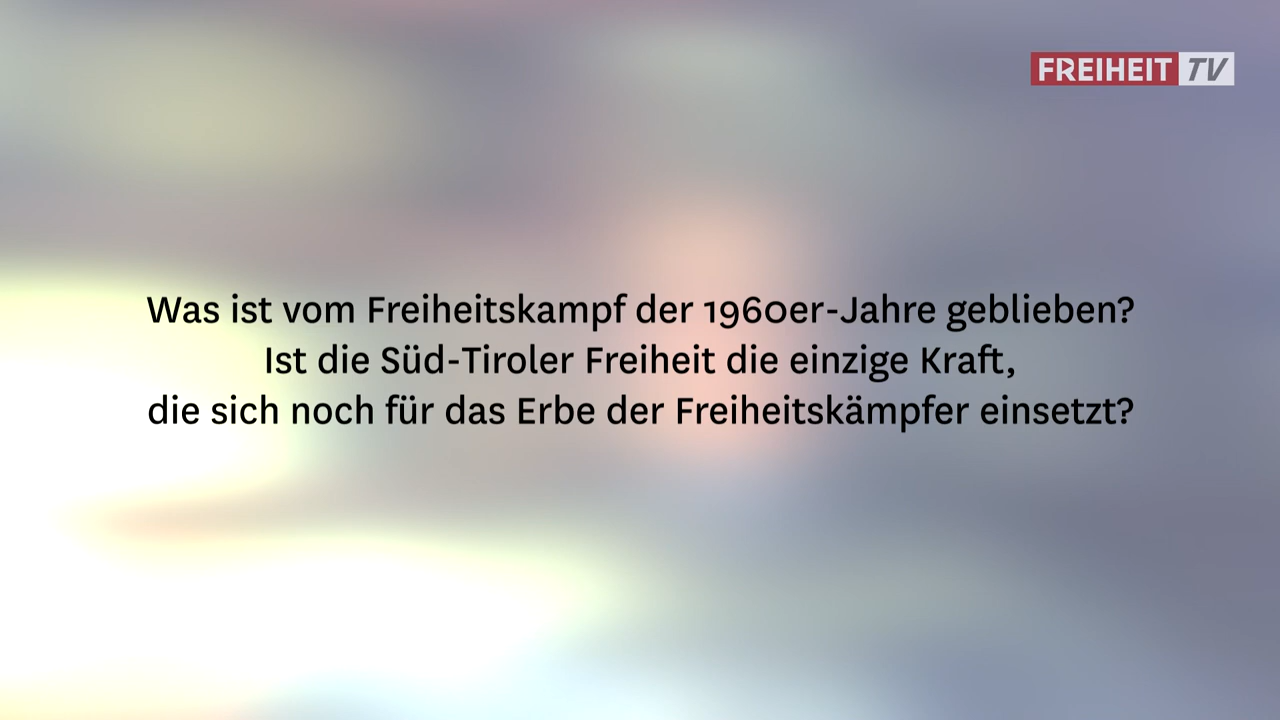 FREIHEIT TV
Was ist vom Freiheitskampf der 1960er-Jahre geblieben?
Ist die Süd-Tiroler Freiheit die einzige Kraft,
die sich noch für das Erbe der Freiheitskämpfer einsetzt?